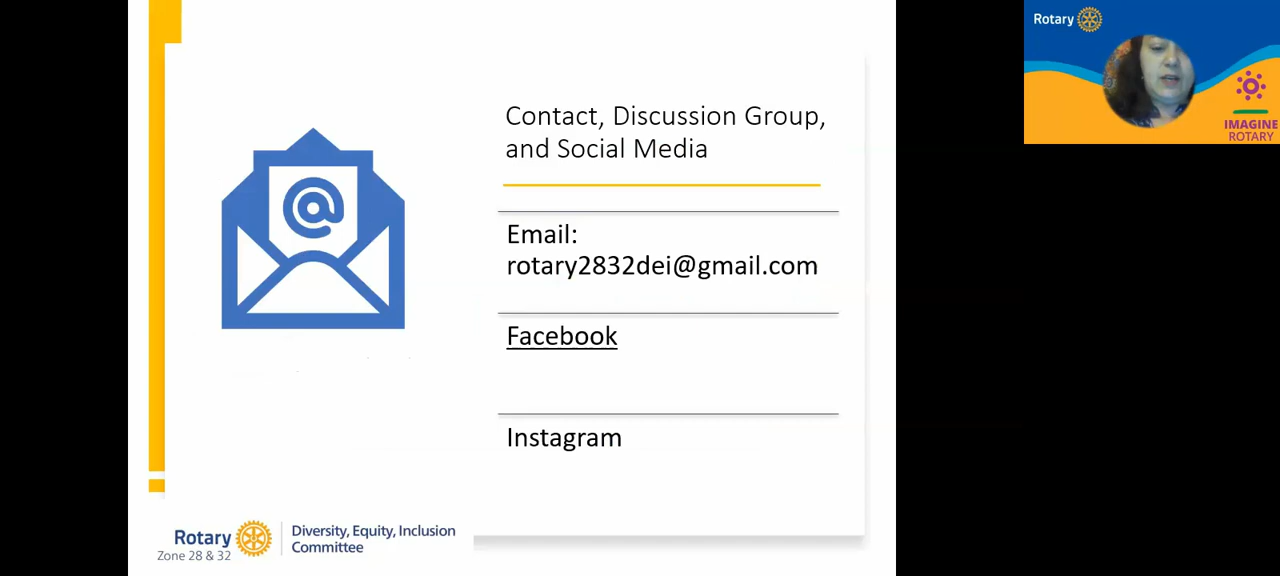 Contact, Discussion Group,
and Social Media
Email:
rotary2832dei@gmail.com
Facebook
Instagram
Rotary
Zone 28 & 32
Diversity, Equity, Inclusion
Committee
Rotary
IMAGINE
ROTARY